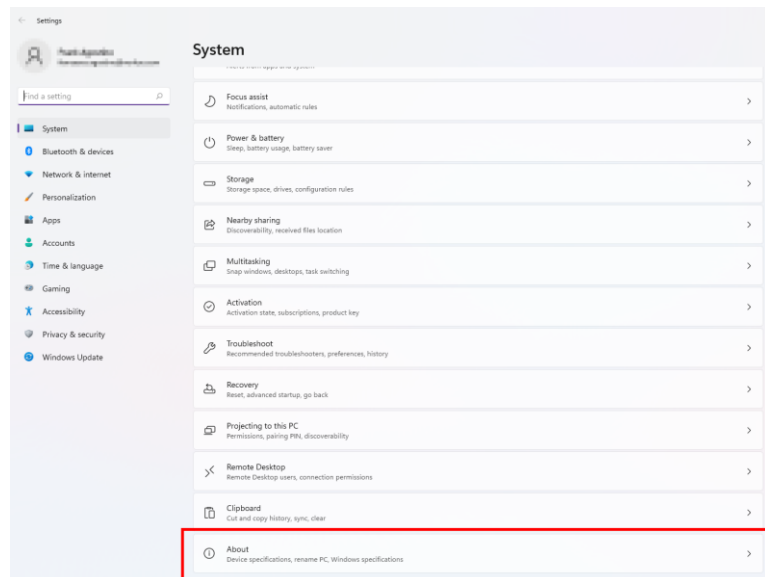 Settings
System
Find a setting
System
Bluetooth & devices
Network & internet
Personalization
Apps
Accounts
Time & language
Gaming
Accessibility
Privacy & security
Windows Update
Focus assist
Notifications, automatic rules
Power & battery
Sleep, battery usage, battery saver
Storage
Storage space, drives, configuration rules
Nearby sharing
Discoverability, received files location
Multitasking
Snap windows, desktops, task switching
Activation
Activation state, subscriptions, product key
Troubleshoot
Recommended troubleshooters, preferences, history
Recovery
Reset, advanced startup, go back
Projecting to this PC
Permissions, pairing PIN, discoverability
Remote Desktop
Remote Desktop users, connection permissions
Clipboard
Cut and copy history, sync, clear
About
Device specifications, rename PC, Windows specifications